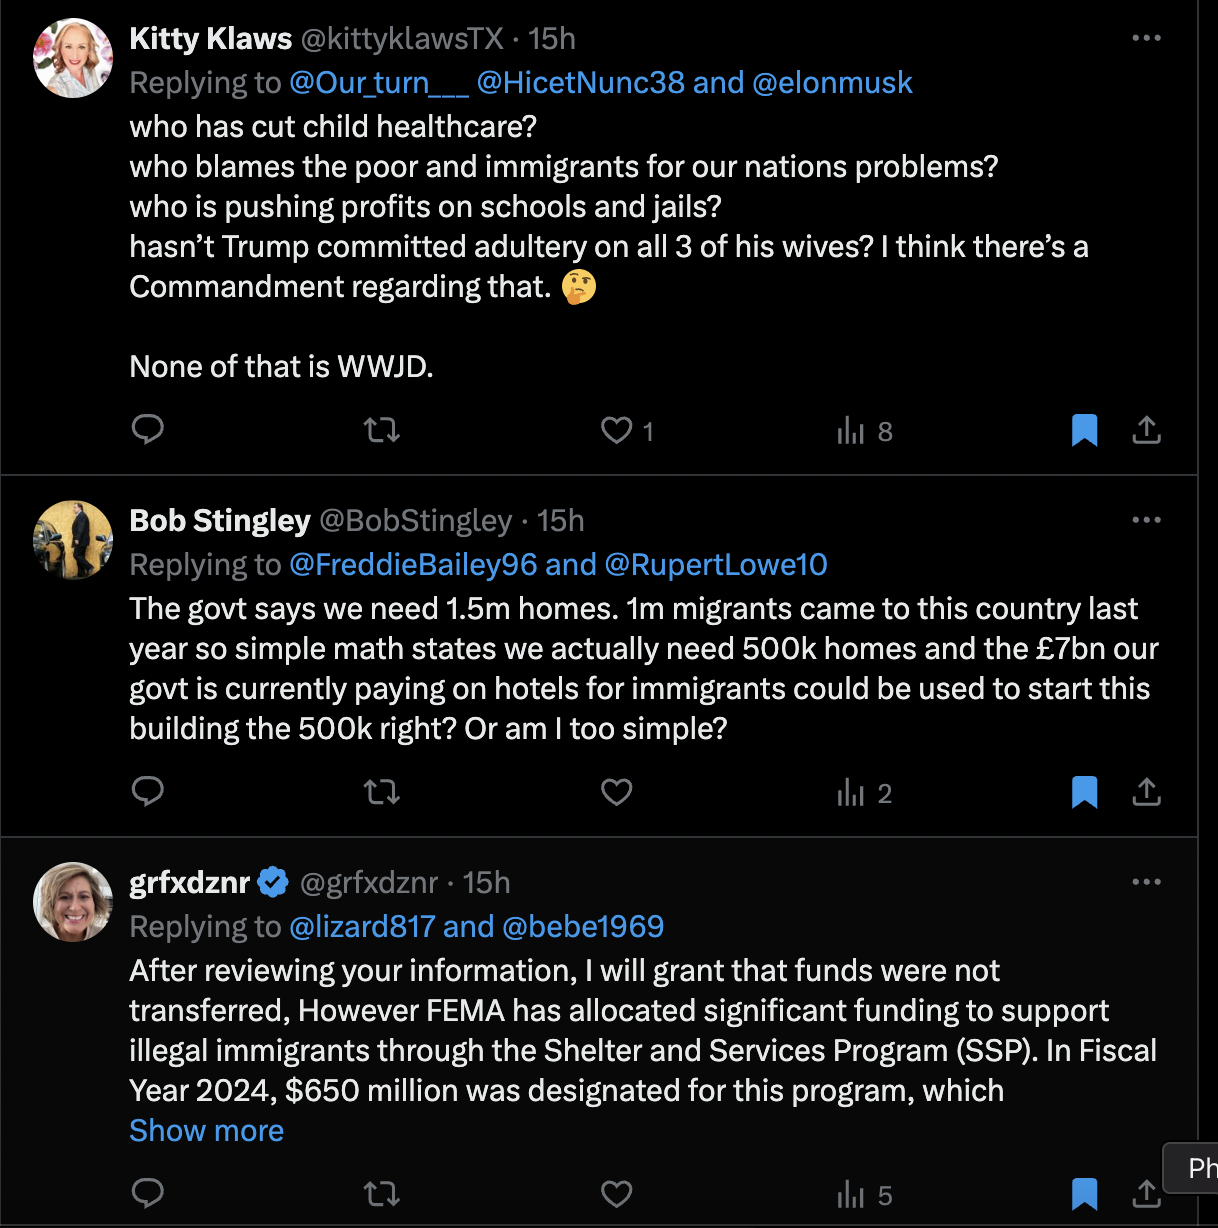 Kitty Klaws @kittyklawsTX · 15h
Replying to @Our_turn___ @HicetNunc38 and @elonmusk
who has cut child healthcare?
who blames the poor and immigrants for our nations problems?
who is pushing profits on schools and jails?
hasn’t Trump committed adultery on all 3 of his wives? I think there’s a
Commandment regarding that. 🤔
None of that is WWJD.
1 8
Bob Stingley @BobStingley · 15h
Replying to @FreddieBailey96 and @RupertLowe10
The govt says we need 1.5m homes. 1m migrants came to this country last
year so simple math states we actually need 500k homes and the £7bn our
govt is currently paying on hotels for immigrants could be used to start this
building the 500k right? Or am I too simple?
2
grfxdznr @grfxdznr · 15h
Replying to @lizard817 and @bebe1969
After reviewing your information, I will grant that funds were not
transferred, However FEMA has allocated significant funding to support
illegal immigrants through the Shelter and Services Program (SSP). In Fiscal
Year 2024, $650 million was designated for this program, which
Show more
Ph
5